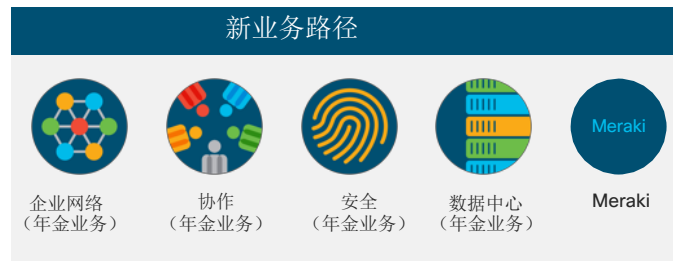 新业务路径
Meraki
企业网络
（年金业务）
协作
（年金业务）
安全
（年金业务）
数据中心
（年金业务）
Meraki